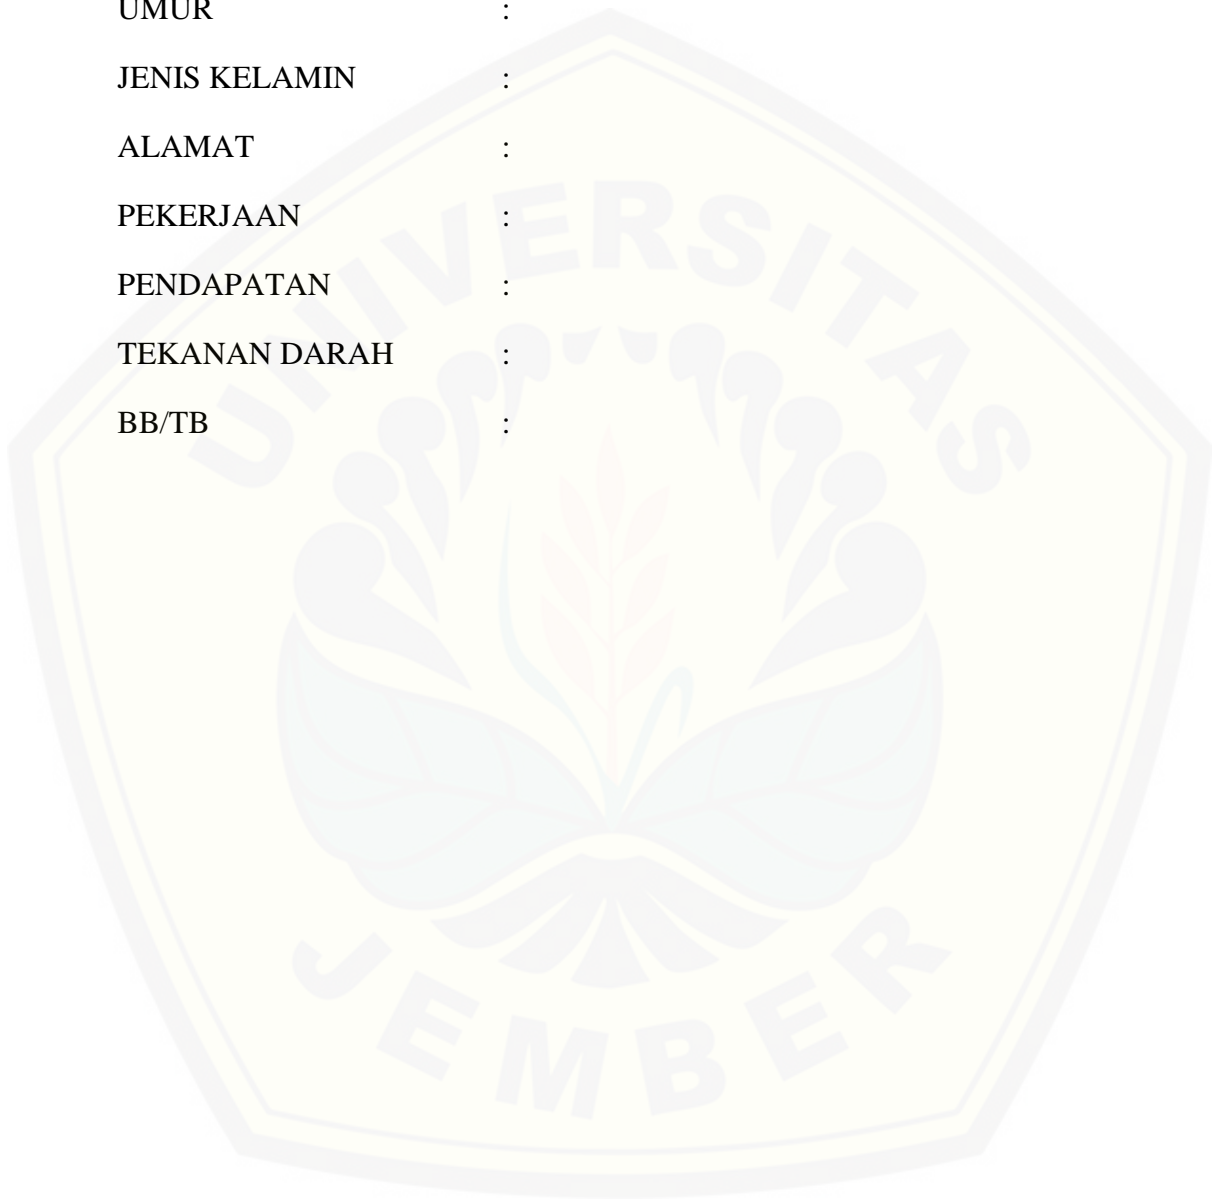 UMUR :
JENIS KELAMIN :
ALAMAT :
PEKERJAAN :
PENDAPATAN :
TEKANAN DARAH :
BB/TB :
UNIVERSITAS
JEMBER